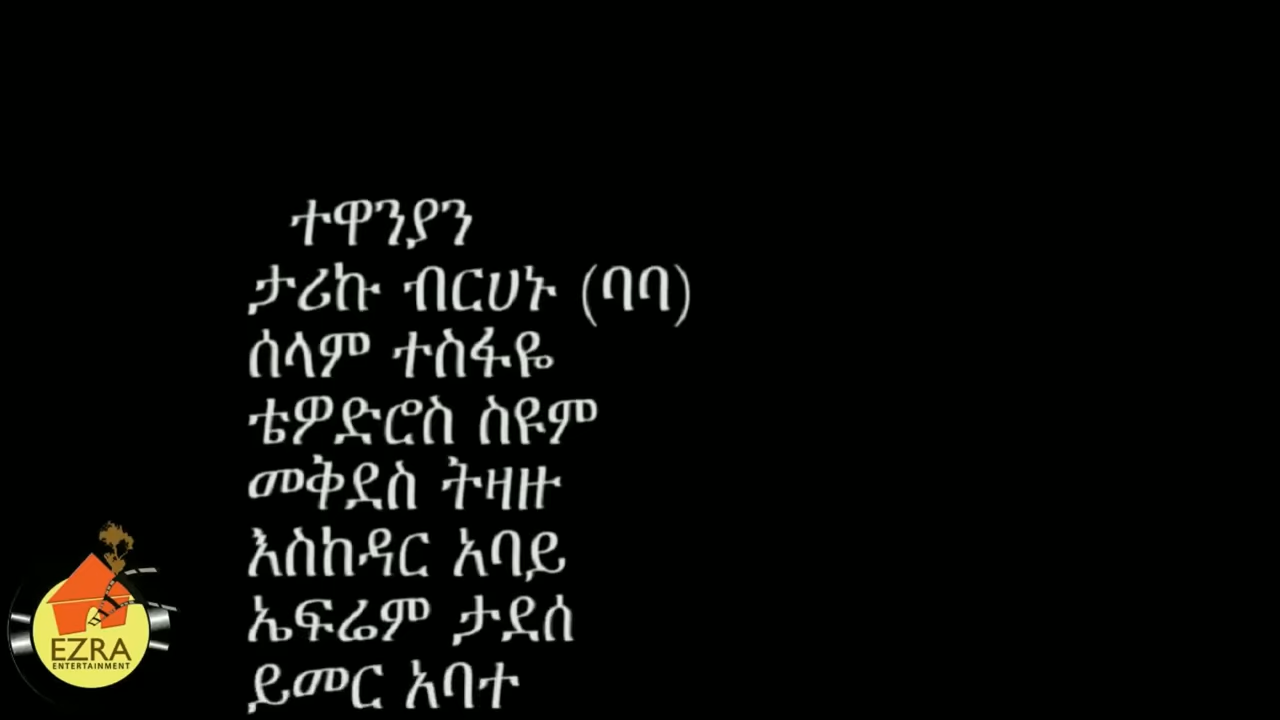 ተዋንያን
ታሪኩ ብርሀኑ (ባባ)
ሰላም ተስፋዬ
ቴዎድሮስ ስዩም
መቅደስ ትዛዙ
እስከዳር አባይ
ኤፍሬም ታደሰ
ይመር አባተ
EZRA
ENTERTAINMENT